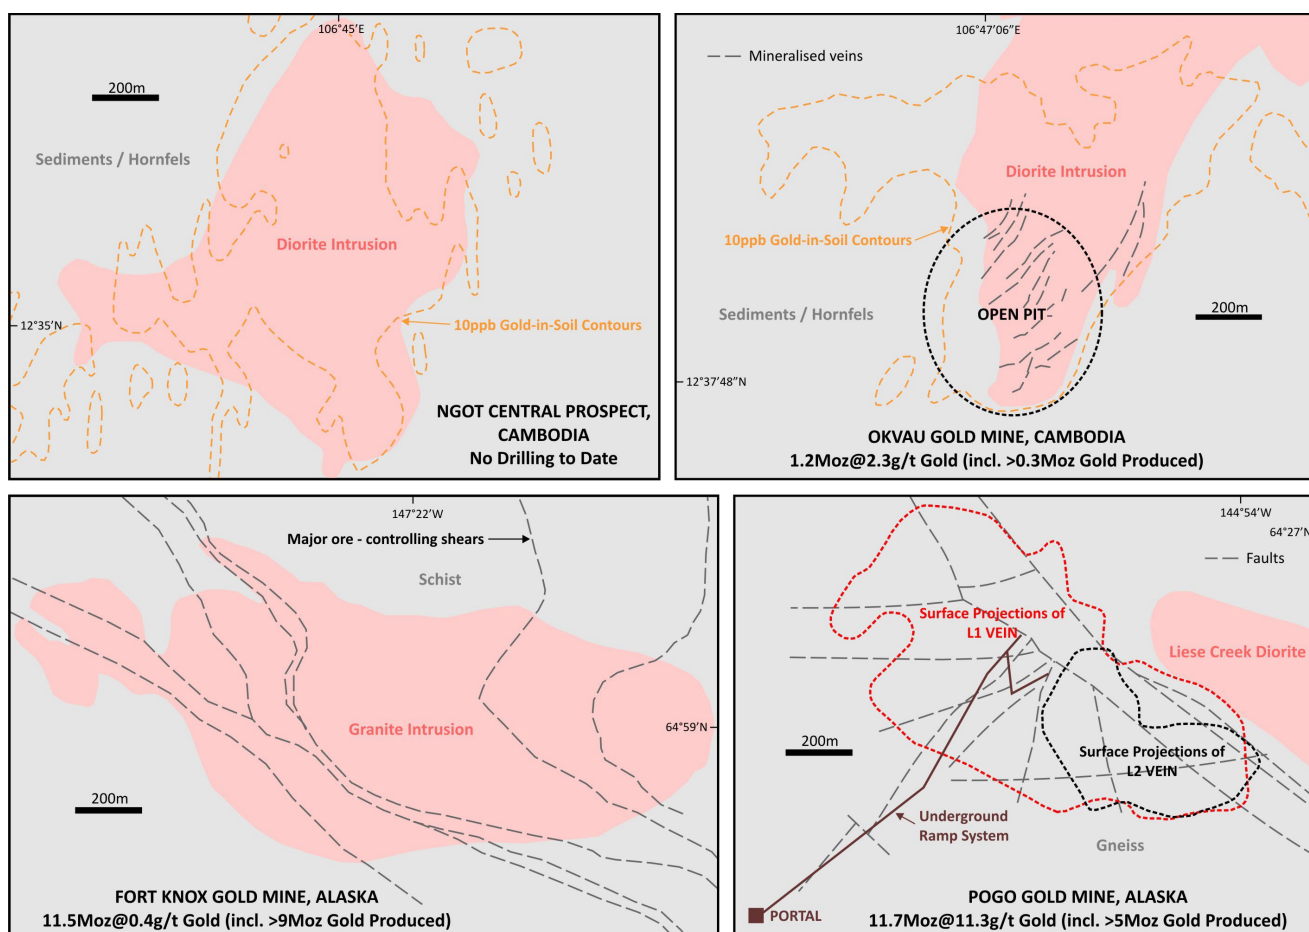 106°45′E
200m
Sediments / Hornfels
Diorite Intrusion
12°35′N
10ppb Gold-in-Soil Contours
NGOT CENTRAL PROSPECT,
CAMBODIA
No Drilling to Date
106°47′06″E
Mineralised veins
Diorite Intrusion
10ppb Gold-in-Soil Contours
Sediments / Hornfels
OPEN PIT
200m
12°37′48″N
OKVAU GOLD MINE, CAMBODIA
1.2Moz@2.3g/t Gold (incl. >0.3Moz Gold Produced)
147°22′W
Major ore - controlling shears
Schist
Granite Intrusion
64°59′N
200m
FORT KNOX GOLD MINE, ALASKA
11.5Moz@0.4g/t Gold (incl. >9Moz Gold Produced)
144°54′W
64°27′N
Faults
Surface Projections of
L1 VEIN
Liese Creek Diorite
200m
Surface Projections of
L2 VEIN
Underground
Ramp System
Gneiss
PORTAL
POGO GOLD MINE, ALASKA
11.7Moz@11.3g/t Gold (incl. >5Moz Gold Produced)